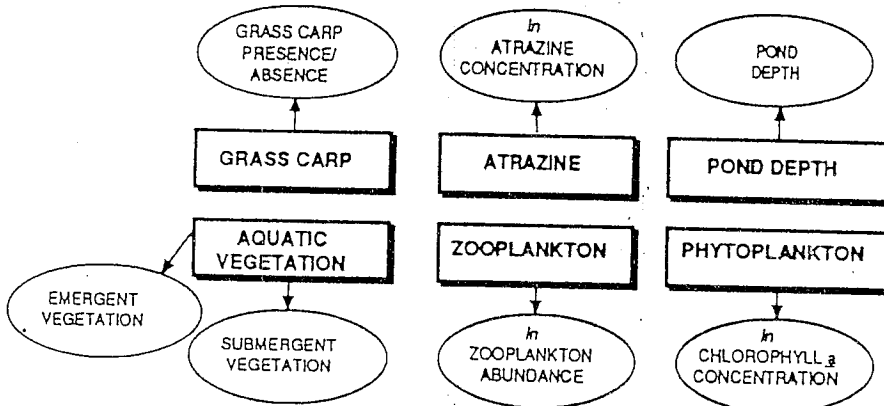 GRASS CARP
PRESENCE/
ABSENCE
ln
ATRAZINE
CONCENTRATION
POND
DEPTH
GRASS CARP
ATRAZINE
POND DEPTH
AQUATIC
VEGETATION
ZOOPLANKTON
PHYTOPLANKTON
EMERGENT
VEGETATION
SUBMERGENT
VEGETATION
ln
ZOOPLANKTON
ABUNDANCE
ln
CHLOROPHYLL a
CONCENTRATION